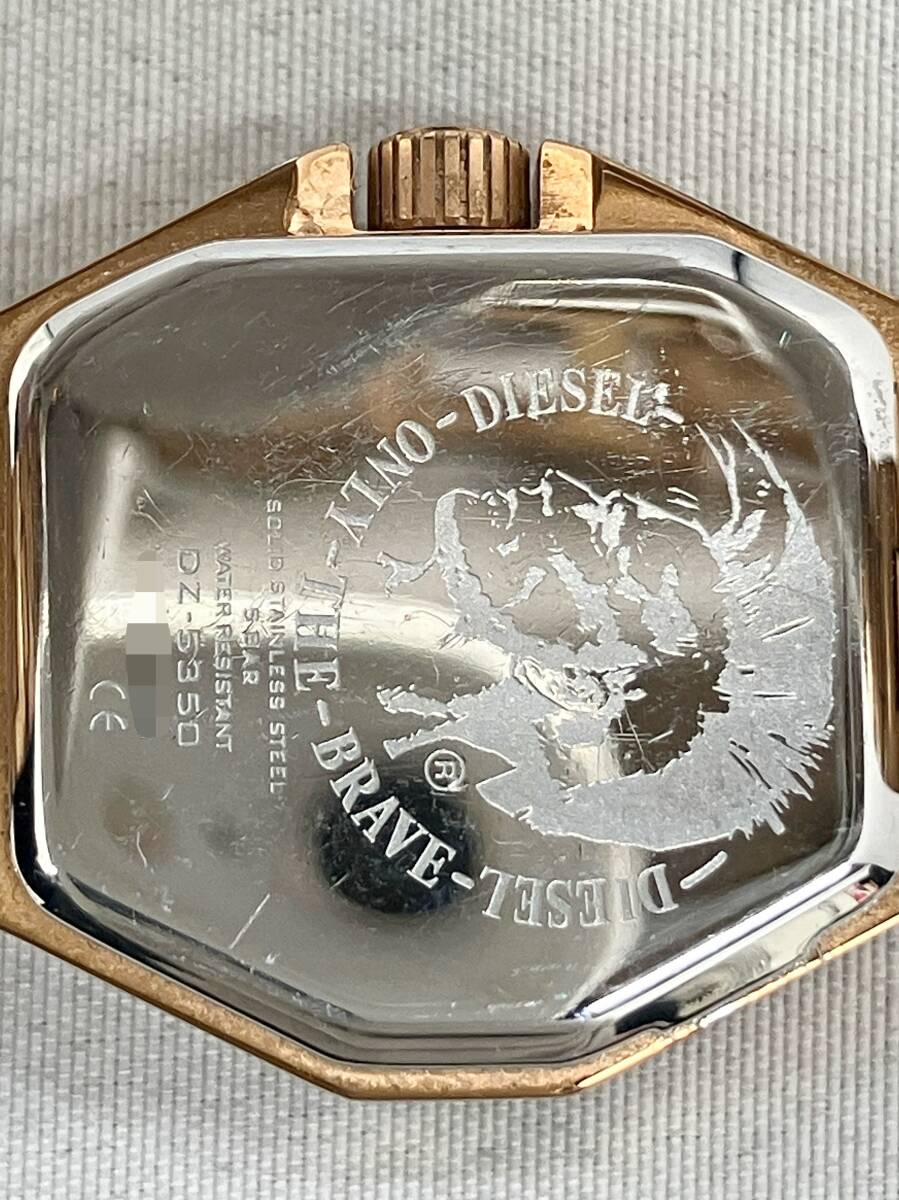 DIESEL - ONLY - THE - BRAVE - DIESEL
®
SOLID STAINLESS STEEL
5 BAR
WATER RESISTANT
DZ-5350
CE